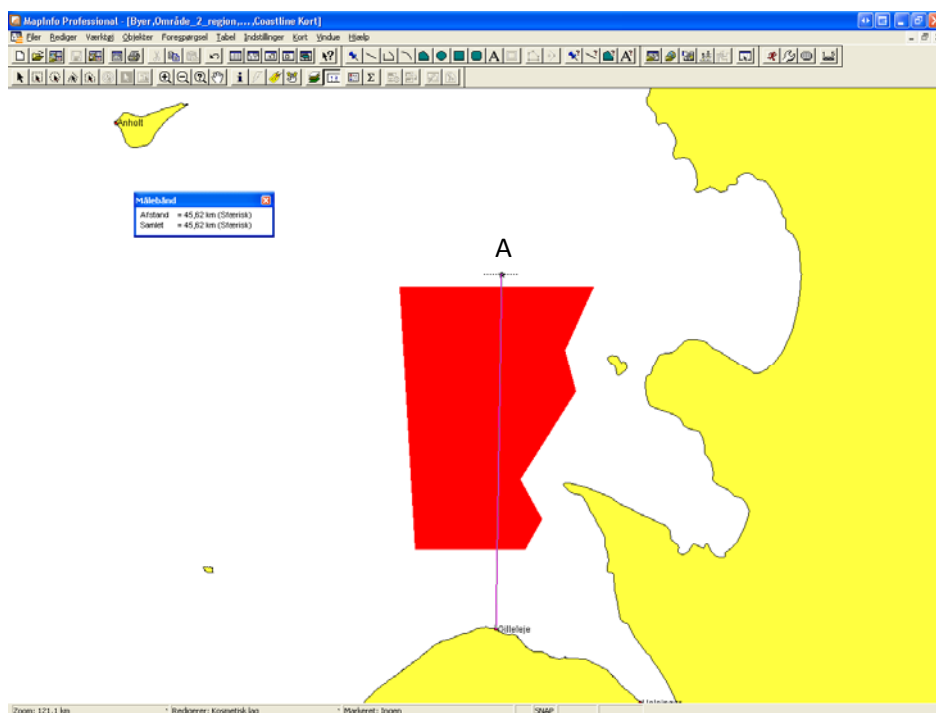 MapInfo Professional - [Byer,Område_2_region,...,Coastline Kort]
Filer Rediger Værktøj Objekter Forespørgsel Tabel Indstillinger Kort Vindue Hjælp
Anholt
Målebånd
Afstand = 45,62 km (Sfærisk)
Samlet = 45,62 km (Sfærisk)
A
Gilleleje
Zoom: 121,1 km Redigerer: Kosmetisk lag Markeret: Ingen SNAP